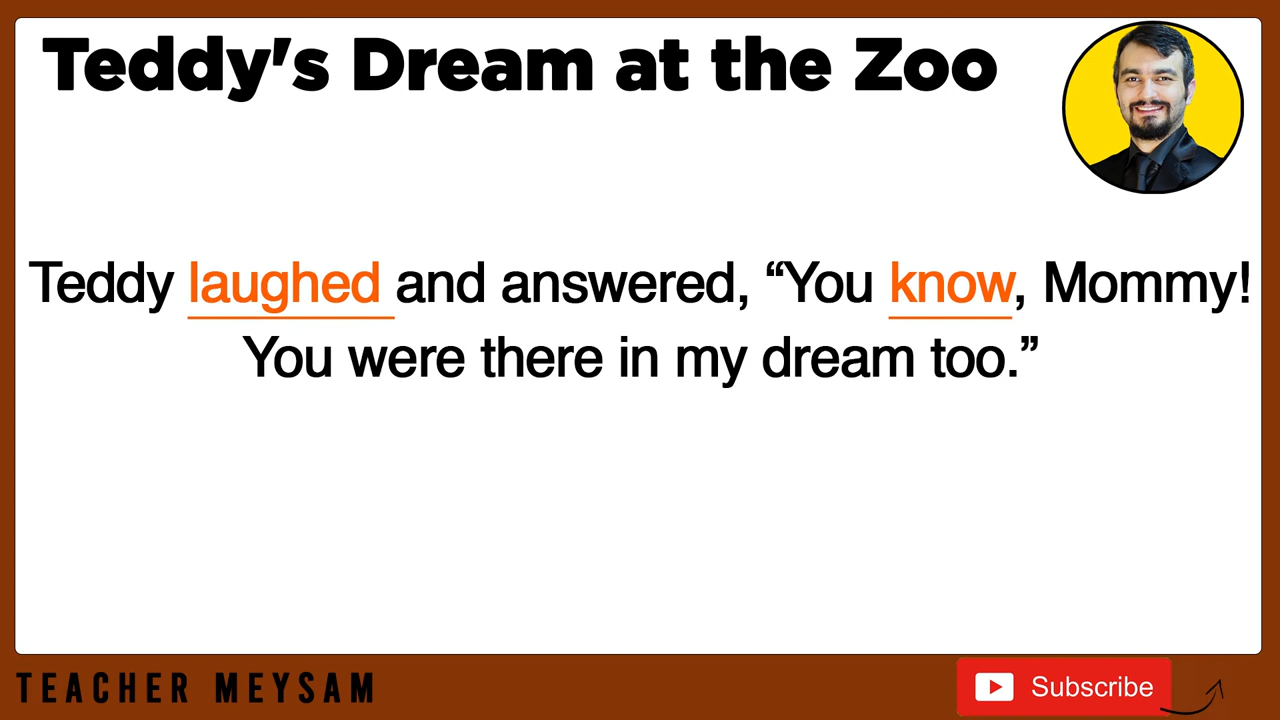 Teddy's Dream at the Zoo
Teddy laughed and answered, “You know, Mommy!
You were there in my dream too.”
TEACHER MEYSAM
Subscribe